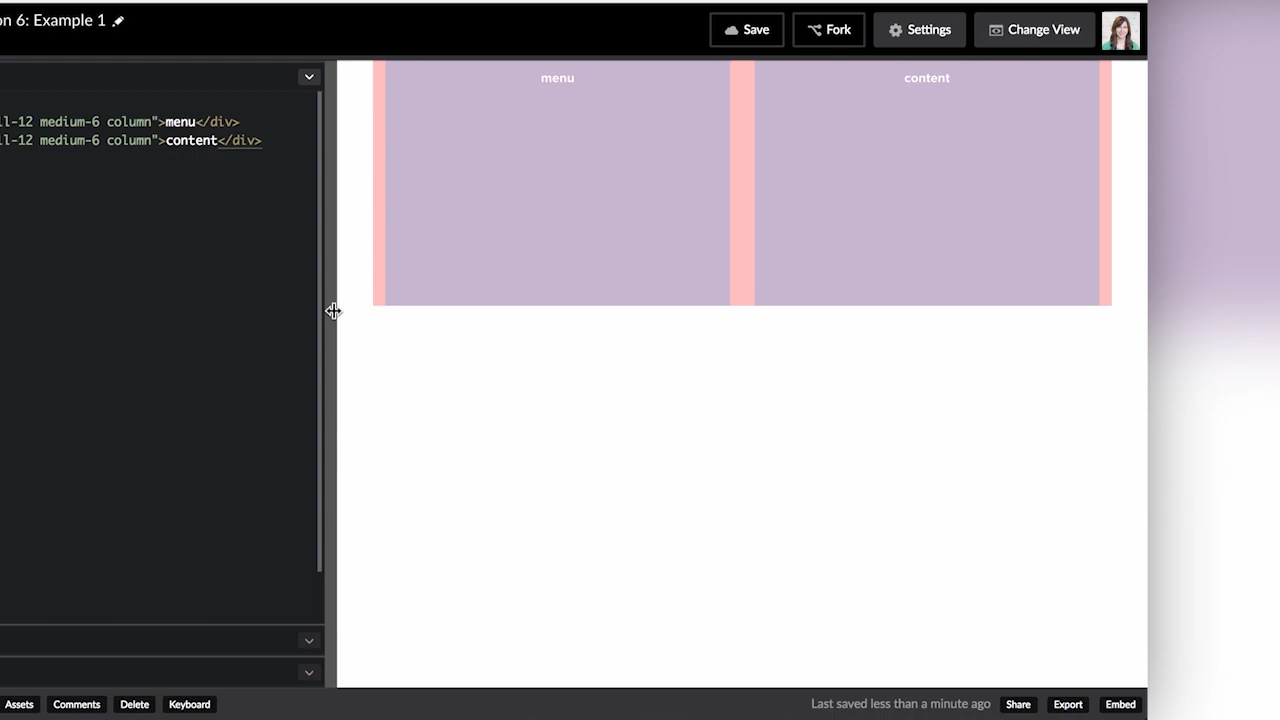 on 6: Example 1
Save
Fork
Settings
Change View
menu
content
ll-12 medium-6 column">menu</div>
ll-12 medium-6 column">content</div>
Assets
Comments
Delete
Keyboard
Last saved less than a minute ago
Share
Export
Embed